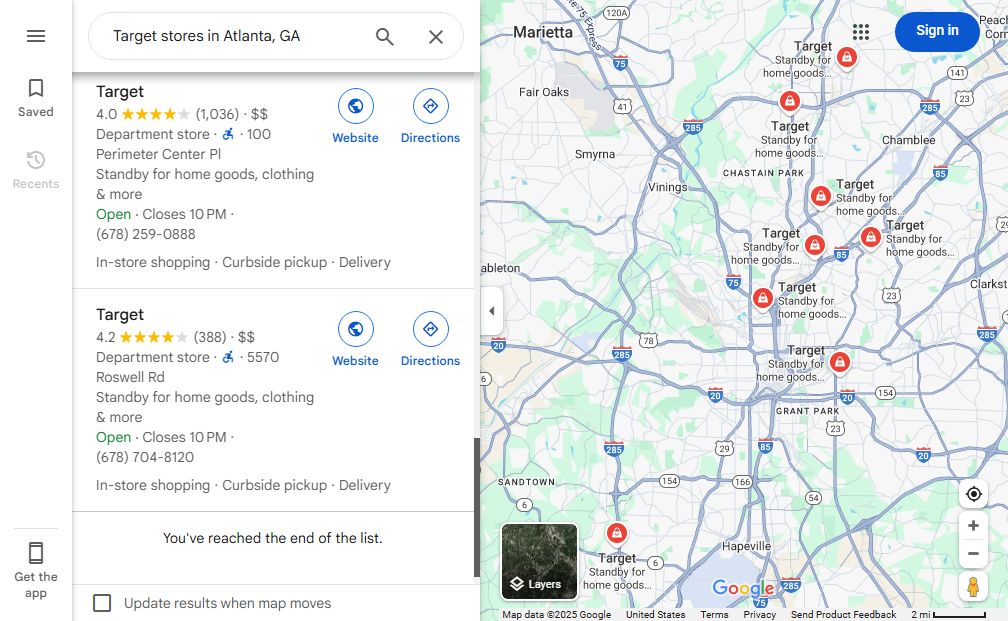 Target stores in Atlanta, GA
Saved
Recents
Get the
app
Target
4.0 (1,036) · $$
Department store · · 100
Perimeter Center Pl
Standby for home goods, clothing
& more
Open · Closes 10 PM ·
(678) 259-0888
In-store shopping · Curbside pickup · Delivery
Website
Directions
Target
4.2 (388) · $$
Department store · · 5570
Roswell Rd
Standby for home goods, clothing
& more
Open · Closes 10 PM ·
(678) 704-8120
In-store shopping · Curbside pickup · Delivery
Website
Directions
You've reached the end of the list.
Update results when map moves
Sign in
120A
Marietta
75
Target
Standby for
home goods...
141
23
285
Fair Oaks
41
Target
Standby for
home goods...
285
Chamblee
Smyrna
85
CHASTAIN PARK
Vinings
Target
Standby for
home goods...
Target
Standby for
home goods...
Target
Standby for
home goods...
85
75
Target
Standby for
home goods...
23
Clarkst
ableton
20
78
285
285
Target
Standby for
home goods...
6
20
20
154
GRANT PARK
23
285
29
85
20
SANDTOWN
154
166
54
6
Target
Standby for
home goods...
6
Hapeville
Layers
Google
285
75
Map data ©2025 Google
United States
Terms
Privacy
Send Product Feedback
2 mi